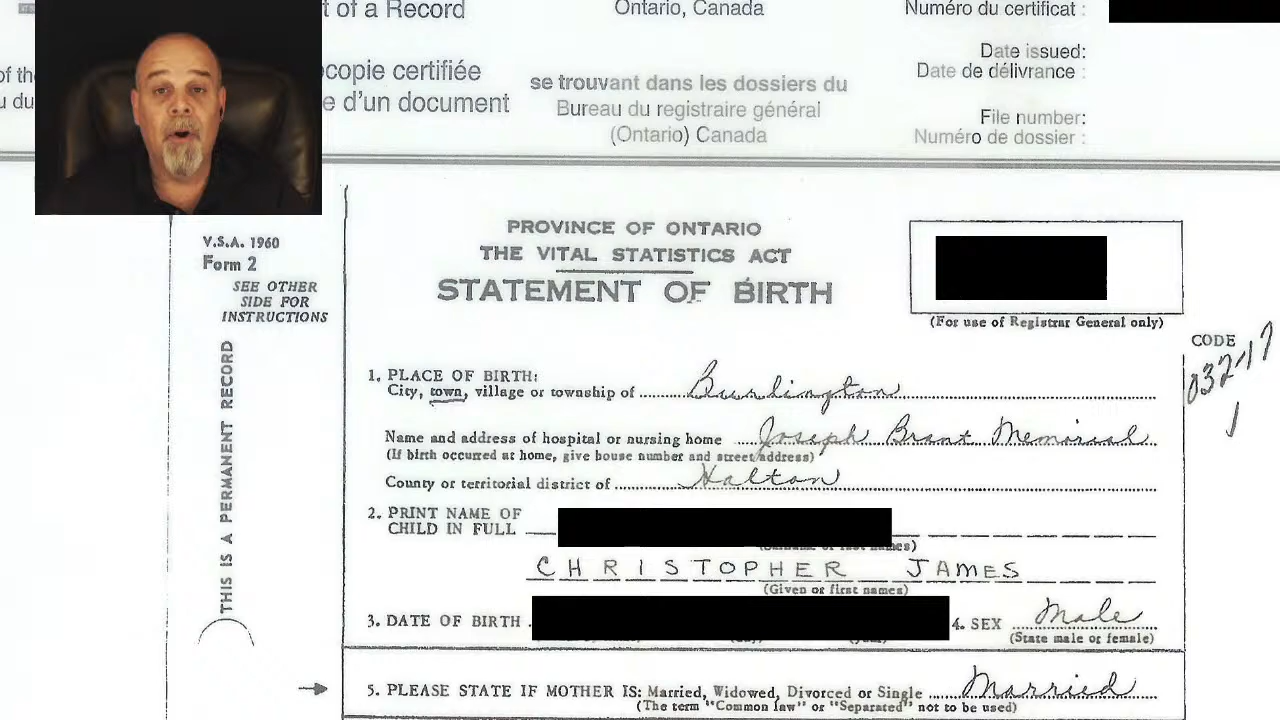 t of a Record
Ontario, Canada
Numéro du certificat :
Date issued:
Date de délivrance :
of the
copie certifiée
se trouvant dans les dossiers du
u du
e d'un document
Bureau du registraire général
(Ontario) Canada
File number:
Numéro de dossier :
V.S.A. 1960
Form 2
SEE OTHER
SIDE FOR
INSTRUCTIONS
THIS IS A PERMANENT RECORD
PROVINCE OF ONTARIO
THE VITAL STATISTICS ACT
STATEMENT OF BIRTH
(For use of Registrar General only)
CODE
032-17
1
1. PLACE OF BIRTH:
City, town, village or township of Burlington
Name and address of hospital or nursing home Joseph Brant Memorial
(If birth occurred at home, give house number and street address)
County or territorial district of Halton
2. PRINT NAME OF
CHILD IN FULL
CHRISTOPHER JAMES
(Given or first names)
3. DATE OF BIRTH
4. SEX Male
(State male or female)
5. PLEASE STATE IF MOTHER IS: Married, Widowed, Divorced or Single Married
(The term "Common law" or "Separated" not to be used)